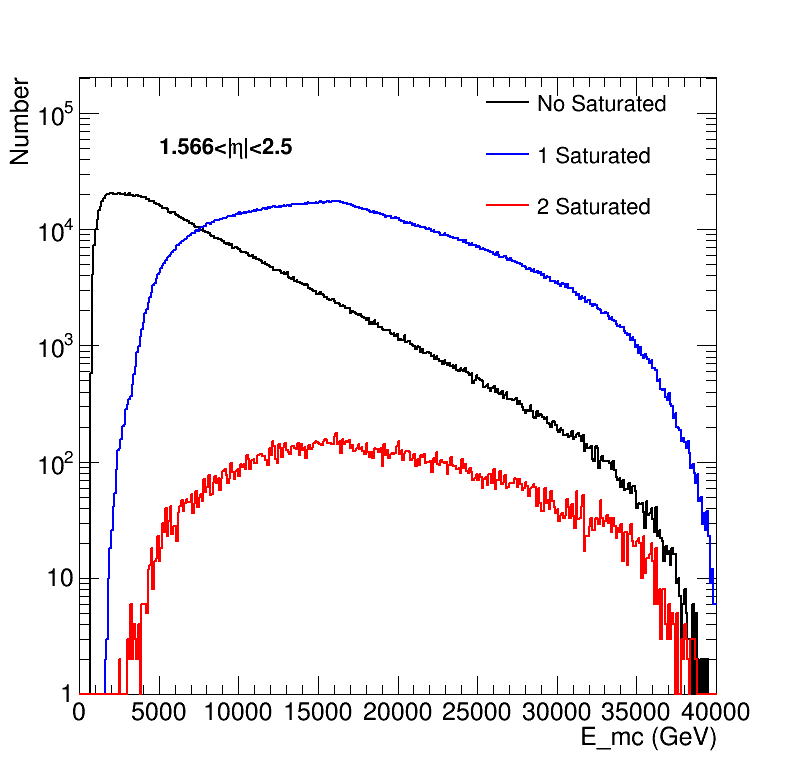 Number
10^5
10^4
10^3
10^2
10
1
1.566<|η|<2.5
No Saturated
1 Saturated
2 Saturated
0 5000 10000 15000 20000 25000 30000 35000 40000
E_mc (GeV)